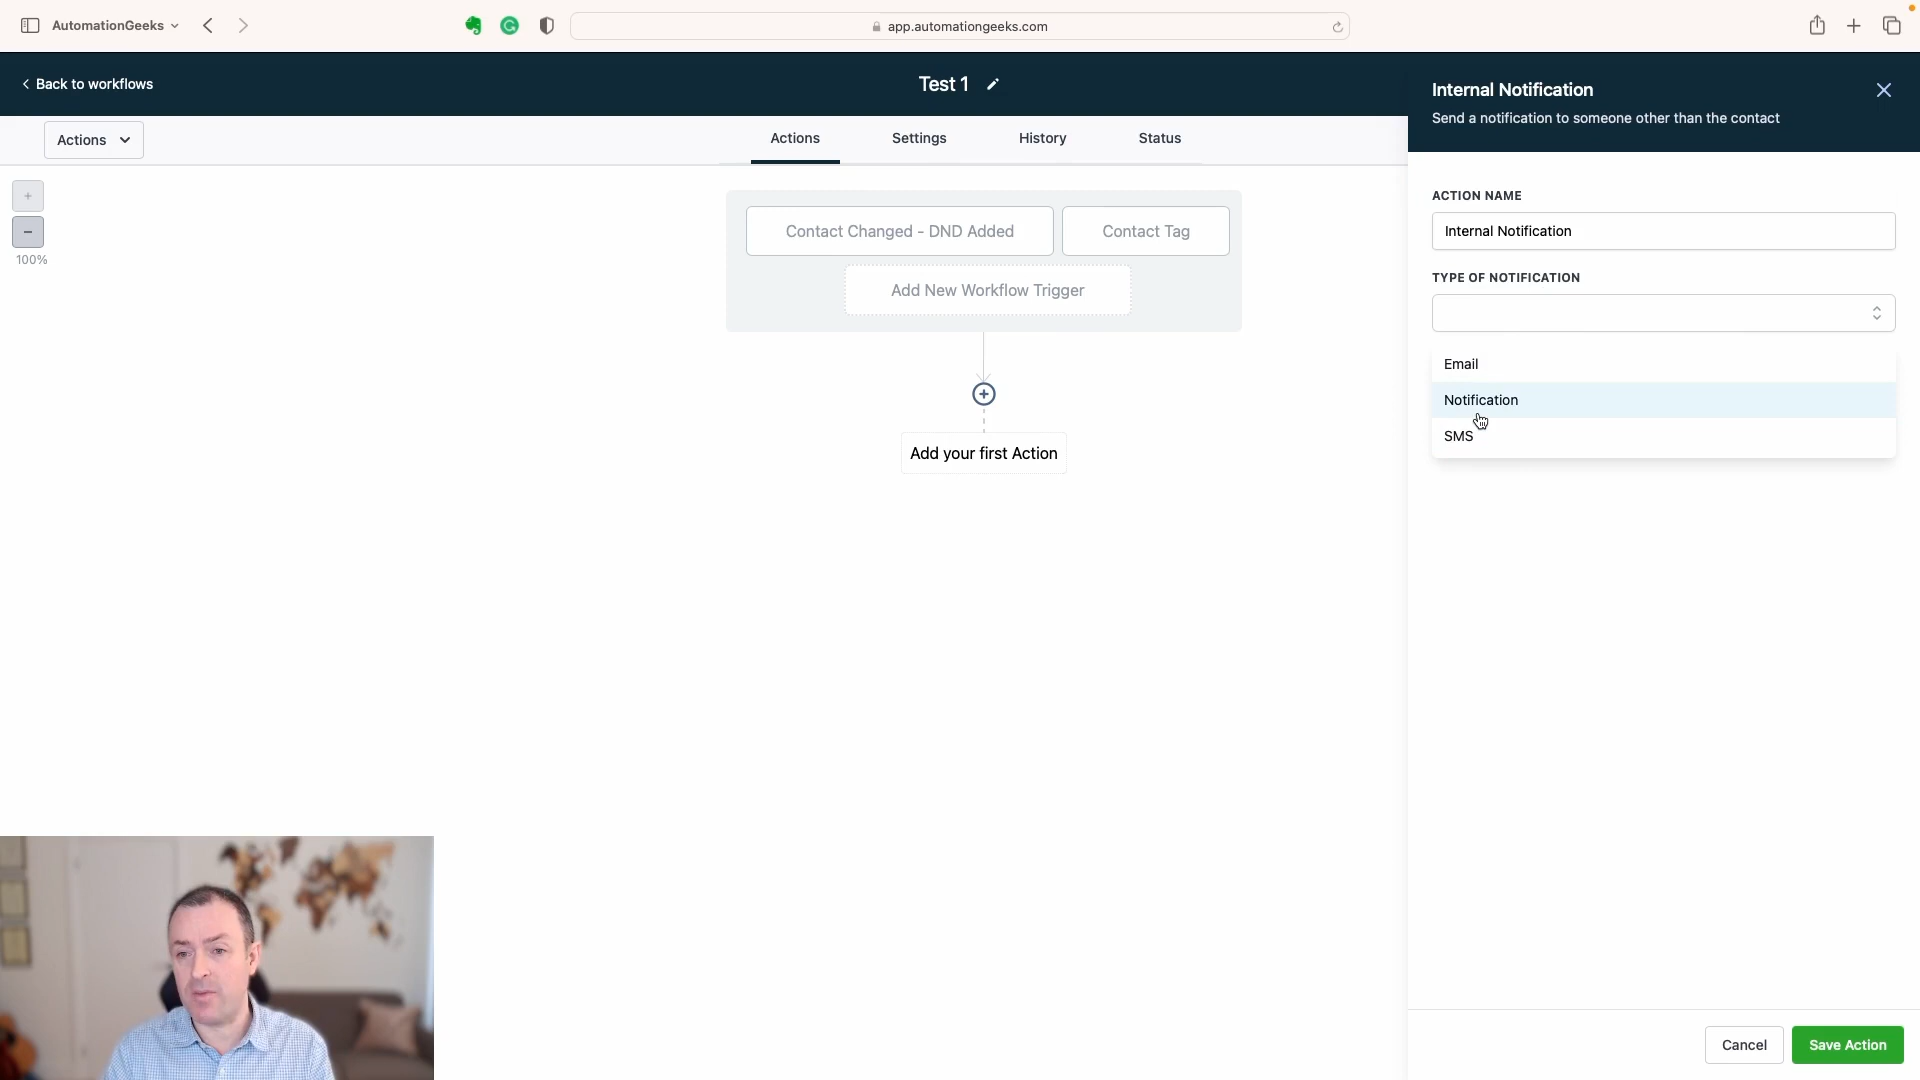 AutomationGeeks
app.automationgeeks.com
Back to workflows
Test 1
Internal Notification
Send a notification to someone other than the contact
Actions
Actions
Settings
History
Status
+
−
100%
Contact Changed - DND Added
Contact Tag
Add New Workflow Trigger
Add your first Action
ACTION NAME
Internal Notification
TYPE OF NOTIFICATION
Email
Notification
SMS
Cancel
Save Action